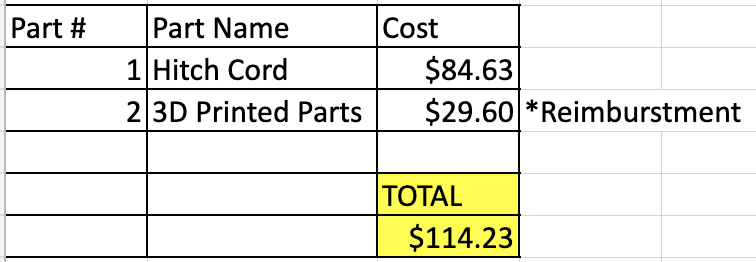 Part # Part Name Cost
1 Hitch Cord $84.63
2 3D Printed Parts $29.60 *Reimburstment
TOTAL
$114.23